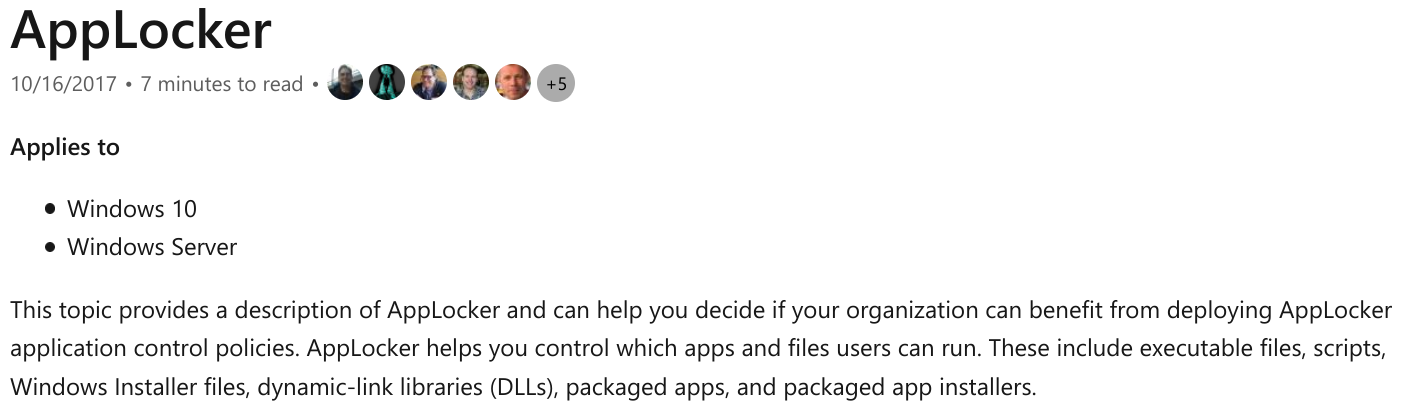 AppLocker
10/16/2017 • 7 minutes to read • +5
Applies to
• Windows 10
• Windows Server
This topic provides a description of AppLocker and can help you decide if your organization can benefit from deploying AppLocker
application control policies. AppLocker helps you control which apps and files users can run. These include executable files, scripts,
Windows Installer files, dynamic-link libraries (DLLs), packaged apps, and packaged app installers.